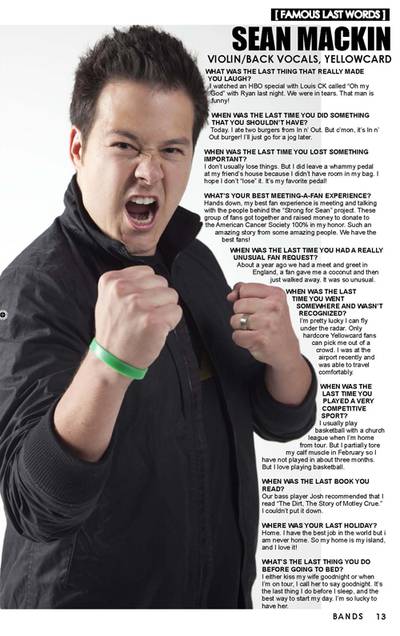 [ FAMOUS LAST WORDS ]
SEAN MACKIN
VIOLIN/BACK VOCALS, YELLOWCARD
WHAT WAS THE LAST THING THAT REALLY MADE
YOU LAUGH?
I watched an HBO special with Louis CK called "Oh my
God" with Ryan last night. We were in tears. That man is
funny!
WHEN WAS THE LAST TIME YOU DID SOMETHING
THAT YOU SHOULDN'T HAVE?
Today. I ate two burgers from In n' Out. But c'mon, it's In n'
Out burger! I'll just go for a jog later.
WHEN WAS THE LAST TIME YOU LOST SOMETHING
IMPORTANT?
I don't usually lose things. But I did leave a whammy pedal
at my friend's house because I didn't have room in my bag. I
hope I don't "lose" it. It's my favorite pedal!
WHAT'S YOUR BEST MEETING-A-FAN EXPERIENCE?
Hands down, my best fan experience is meeting and talking
with the people behind the "Strong for Sean" project. These
group of fans got together and raised money to donate to
the American Cancer Society 100% in my honor. Such an
amazing story from some amazing people. We have the
best fans!
WHEN WAS THE LAST TIME YOU HAD A REALLY
UNUSUAL FAN REQUEST?
About a year ago we had a meet and greet in
England, a fan gave me a coconut and then
just walked away. It was so unusual.
WHEN WAS THE LAST
TIME YOU WENT
SOMEWHERE AND WASN'T
RECOGNIZED?
I'm pretty lucky I can fly
under the radar. Only
hardcore Yellowcard fans
can pick me out of a
crowd. I was at the
airport recently and
was able to travel
comfortably.
WHEN WAS THE
LAST TIME YOU
PLAYED A VERY
COMPETITIVE
SPORT?
I usually play
basketball with a church
league when I'm home
from tour. But I partially tore
my calf muscle in February so I
have not played in about three months.
But I love playing basketball.
WHEN WAS THE LAST BOOK YOU
READ?
Our bass player Josh recommended that I
read "The Dirt, The Story of Motley Crue."
I couldn't put it down.
WHERE WAS YOUR LAST HOLIDAY?
Home. I have the best job in the world but i
am never home. So my home is my island,
and I love it!
WHAT'S THE LAST THING YOU DO
BEFORE GOING TO BED?
I either kiss my wife goodnight or when
I'm on tour, I call her to say goodnight. It's
the last thing I do before I sleep, and the
best way to start my day. I'm so lucky to
have her.
BANDS 13